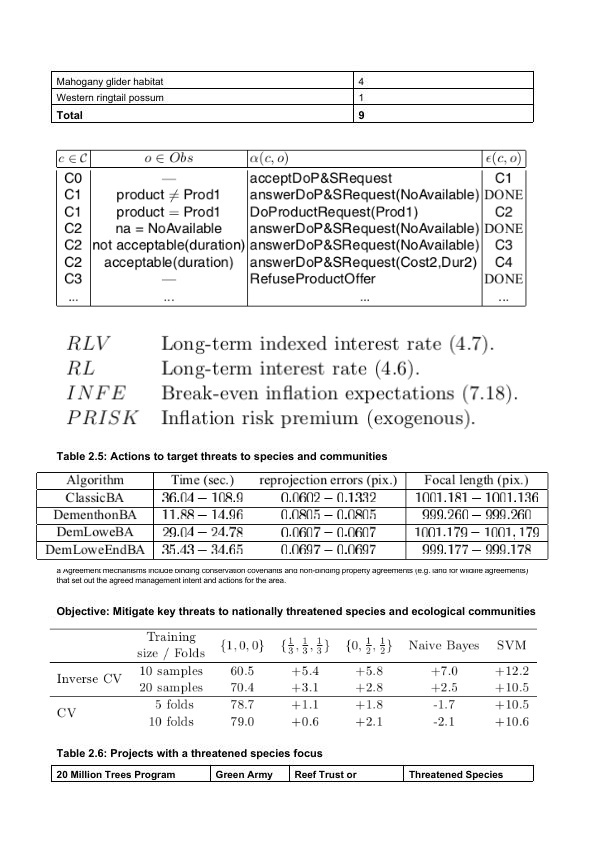 Mahogany glider habitat 4
Western ringtail possum 1
Total 9
c ∈ C o ∈ Obs α(c, o) ϵ(c, o)
C0 — acceptDoP&SRequest C1
C1 product ≠ Prod1 answerDoP&SRequest(NoAvailable) DONE
C1 product = Prod1 DoProductRequest(Prod1) C2
C2 na = NoAvailable answerDoP&SRequest(NoAvailable) DONE
C2 not acceptable(duration) answerDoP&SRequest(NoAvailable) C3
C2 acceptable(duration) answerDoP&SRequest(Cost2,Dur2) C4
C3 — RefuseProductOffer DONE
... ... ... ...
RLV Long-term indexed interest rate (4.7).
RL Long-term interest rate (4.6).
INFE Break-even inflation expectations (7.18).
PRISK Inflation risk premium (exogenous).
Table 2.5: Actions to target threats to species and communities
Algorithm Time (sec.) reprojection errors (pix.) Focal length (pix.)
ClassicBA 36.04 − 108.9 0.0602 − 0.1332 1001.181 − 1001.136
DementhonBA 11.88 − 14.96 0.0805 − 0.0805 999.260 − 999.260
DemLoweBA 29.04 − 24.78 0.0607 − 0.0607 1001.179 − 1001, 179
DemLoweEndBA 35.43 − 34.65 0.0697 − 0.0697 999.177 − 999.178
a Agreement mechanisms include binding conservation covenants and non-binding property agreements (e.g. land for wildlife agreements)
that set out the agreed management intent and actions for the area.
Objective: Mitigate key threats to nationally threatened species and ecological communities
Training
size / Folds {1, 0, 0} {1/3, 1/3, 1/3} {0, 1/2, 1/2} Naive Bayes SVM
Inverse CV 10 samples 60.5 +5.4 +5.8 +7.0 +12.2
20 samples 70.4 +3.1 +2.8 +2.5 +10.5
CV 5 folds 78.7 +1.1 +1.8 -1.7 +10.5
10 folds 79.0 +0.6 +2.1 -2.1 +10.6
Table 2.6: Projects with a threatened species focus
20 Million Trees Program Green Army Reef Trust or Threatened Species